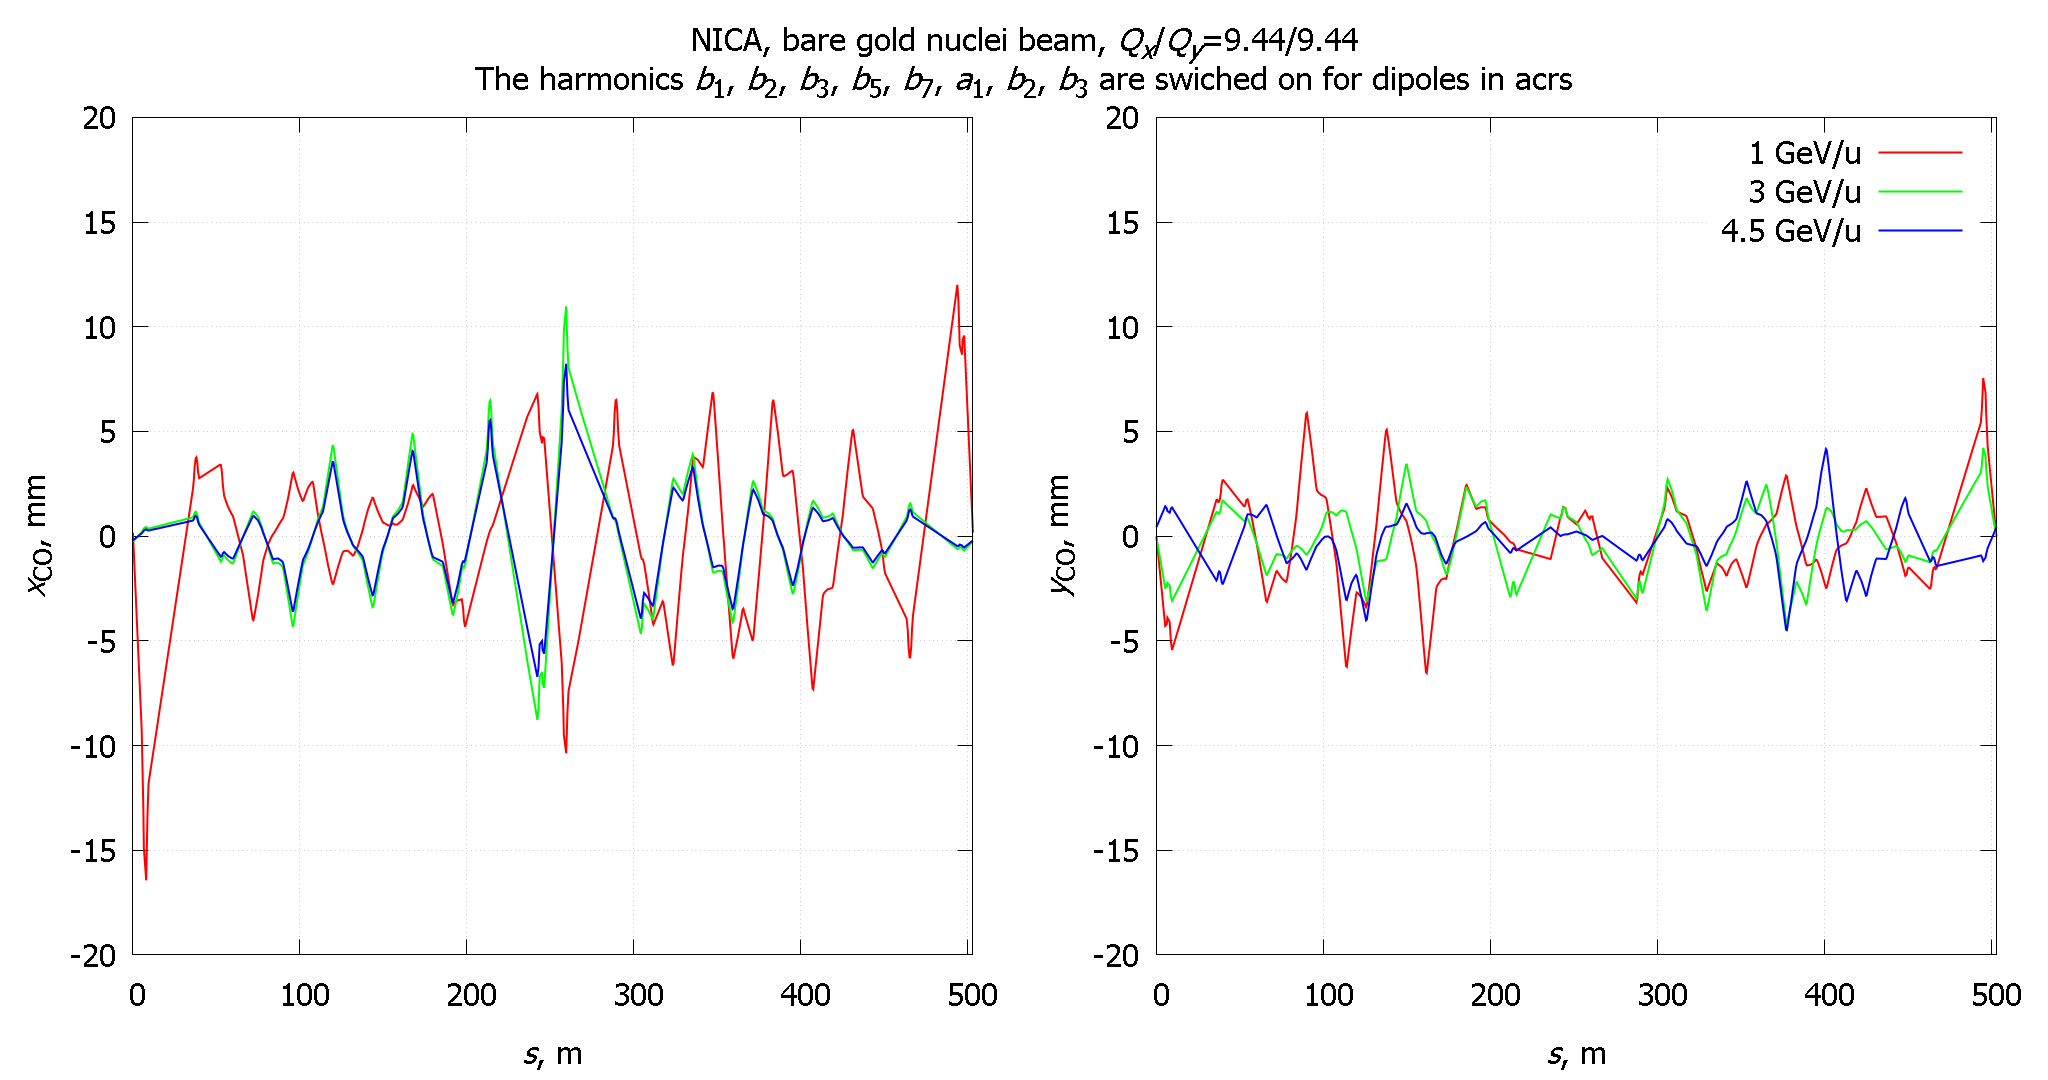 NICA, bare gold nuclei beam, Qx/Qy=9.44/9.44
The harmonics b1, b2, b3, b5, b7, a1, b2, b3 are swiched on for dipoles in acrs
20
15
10
5
0
-5
-10
-15
-20
xCO, mm
0 100 200 300 400 500
s, m
20
15
10
5
0
-5
-10
-15
-20
yCO, mm
0 100 200 300 400 500
s, m
1 GeV/u
3 GeV/u
4.5 GeV/u